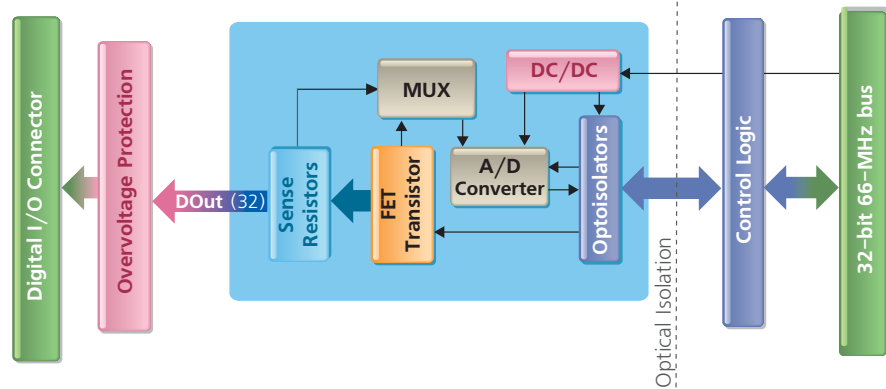 Digital I/O Connector
Overvoltage Protection
DOut (32)
Sense
Resistors
MUX
FET
Transistor
DC/DC
A/D
Converter
Optoisolators
Optical Isolation
Control Logic
32-bit 66-MHz bus